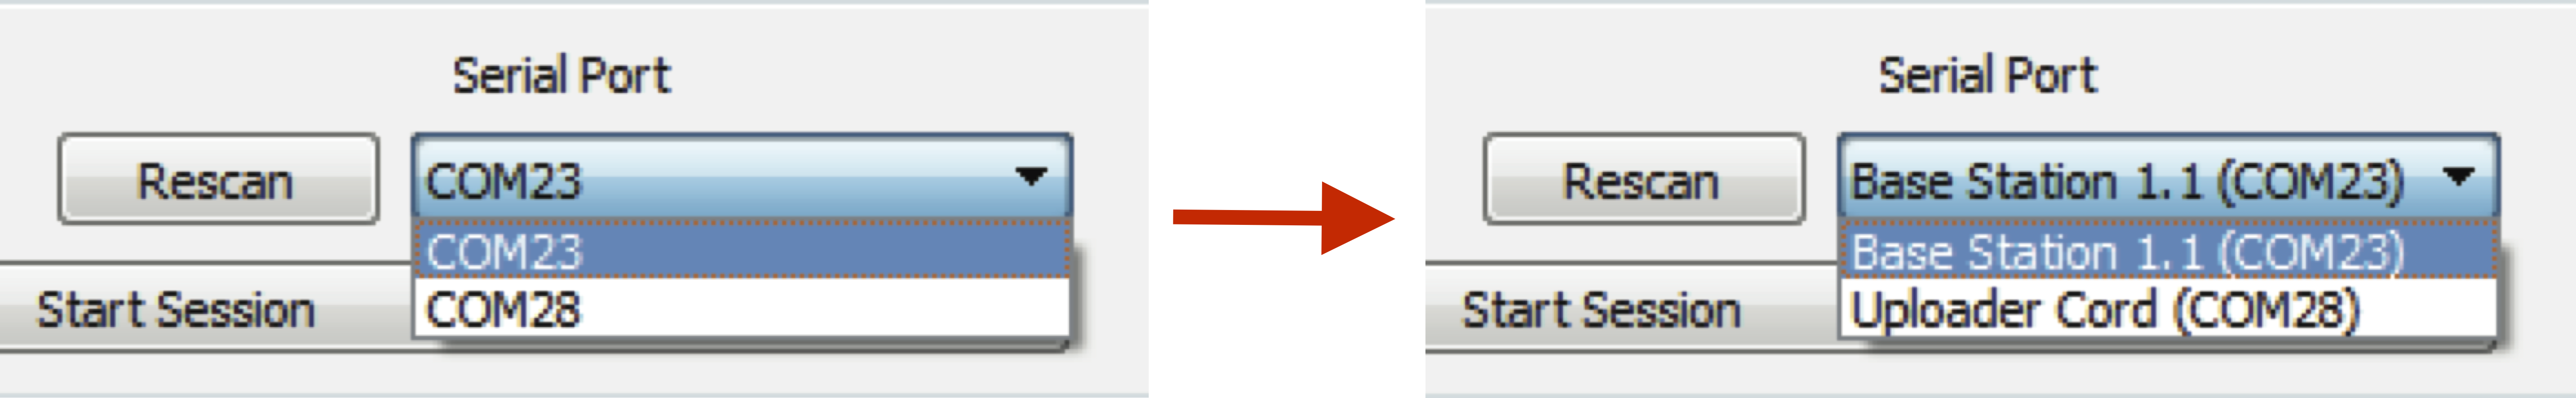 Serial Port
Rescan
COM23
COM23
Start Session
COM28
Serial Port
Rescan
Base Station 1.1 (COM23)
Base Station 1.1 (COM23)
Start Session
Uploader Cord (COM28)